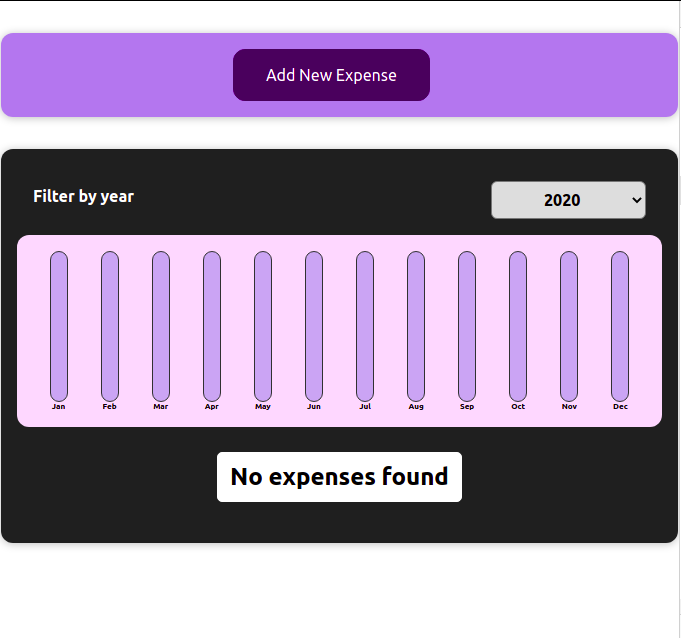 Add New Expense
Filter by year
2020
Jan Feb Mar Apr May Jun Jul Aug Sep Oct Nov Dec
No expenses found